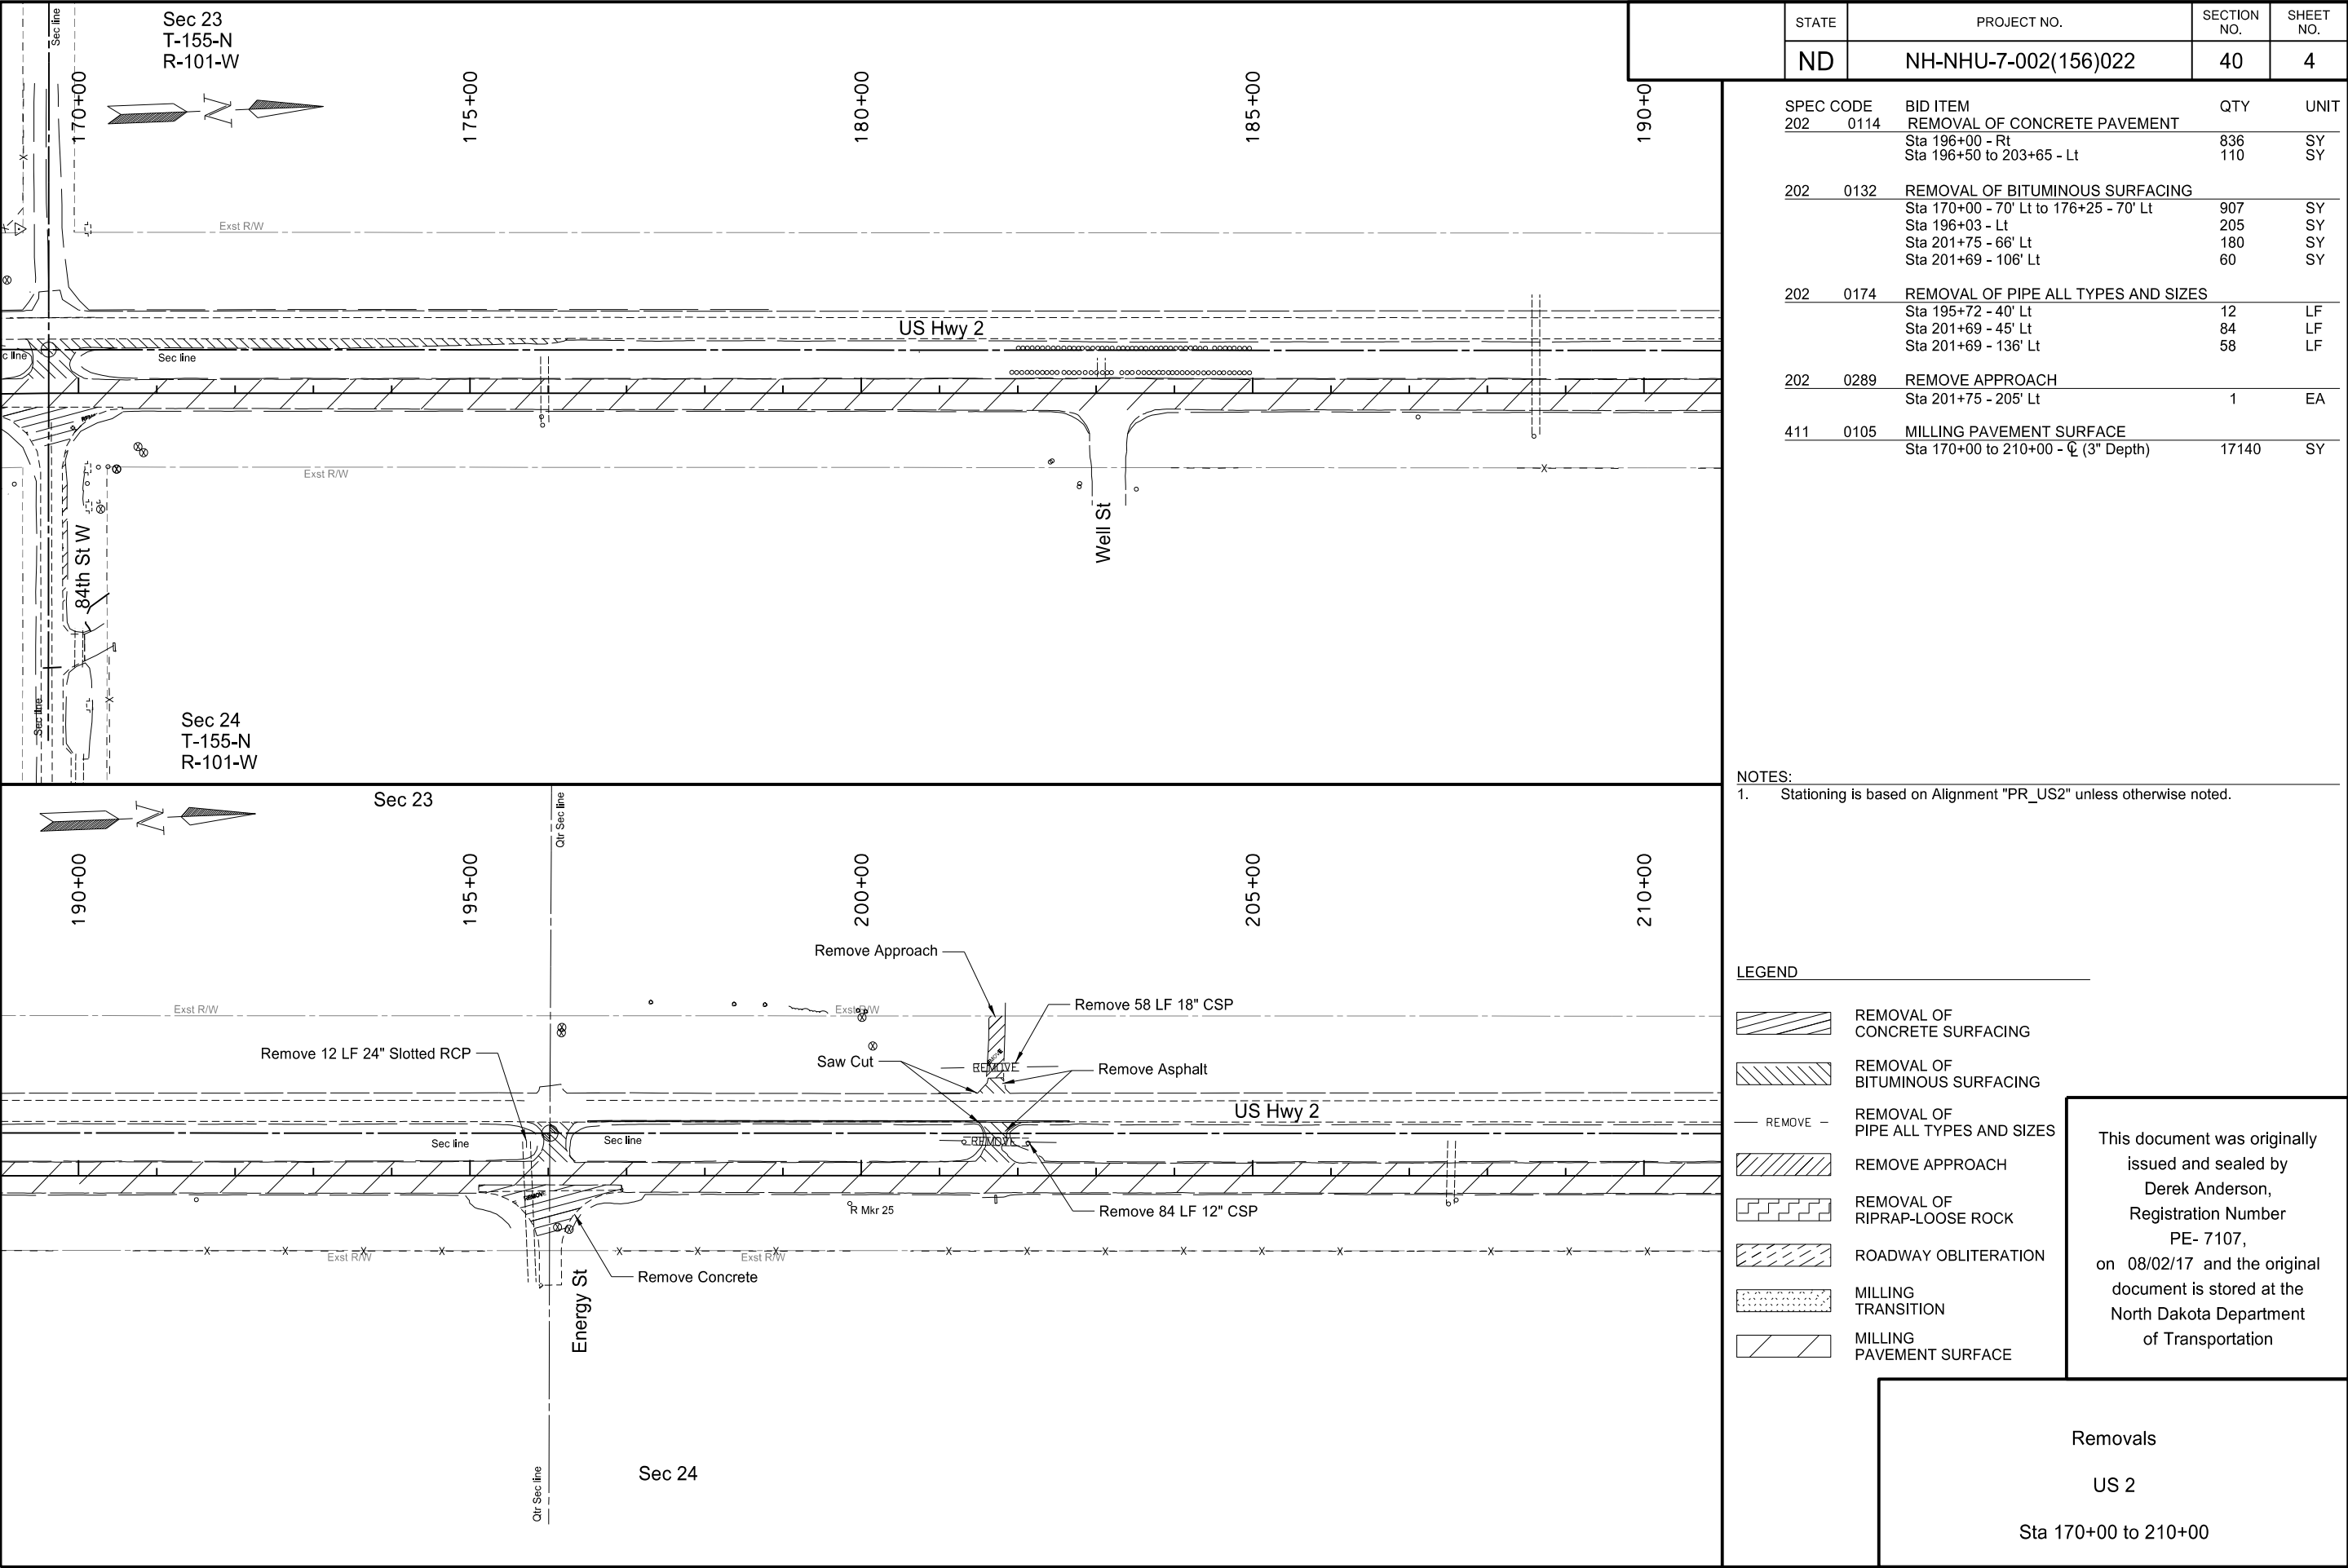 STATE PROJECT NO. SECTION NO. SHEET NO.
ND NH-NHU-7-002(156)022 40 4
Sec line
Sec 23
T-155-N
R-101-W
N
170+00 175+00 180+00 185+00 190+0
Exst R/W
US Hwy 2
c line
Sec line
Exst R/W
84th St W
Well St
Sec line
Sec 24
T-155-N
R-101-W
SPEC CODE BID ITEM QTY UNIT
202 0114 REMOVAL OF CONCRETE PAVEMENT
Sta 196+00 - Rt 836 SY
Sta 196+50 to 203+65 - Lt 110 SY
202 0132 REMOVAL OF BITUMINOUS SURFACING
Sta 170+00 - 70' Lt to 176+25 - 70' Lt 907 SY
Sta 196+03 - Lt 205 SY
Sta 201+75 - 66' Lt 180 SY
Sta 201+69 - 106' Lt 60 SY
202 0174 REMOVAL OF PIPE ALL TYPES AND SIZES
Sta 195+72 - 40' Lt 12 LF
Sta 201+69 - 45' Lt 84 LF
Sta 201+69 - 136' Lt 58 LF
202 0289 REMOVE APPROACH
Sta 201+75 - 205' Lt 1 EA
411 0105 MILLING PAVEMENT SURFACE
Sta 170+00 to 210+00 - ℄ (3" Depth) 17140 SY
NOTES:
1. Stationing is based on Alignment "PR_US2" unless otherwise noted.
Sec 23
N
Qtr Sec line
190+00 195+00 200+00 205+00 210+00
Remove Approach
Exst R/W
Exst R/W
Remove 58 LF 18" CSP
Remove 12 LF 24" Slotted RCP
Saw Cut
REMOVE
REMOVE
Remove Asphalt
US Hwy 2
Sec line
Sec line
REMOVE
REMOVE
R Mkr 25
Remove 84 LF 12" CSP
X X X X X X X X X X X X X X X X
Exst R/W
Exst R/W
Remove Concrete
Energy St
Sec 24
Qtr Sec line
LEGEND
REMOVAL OF
CONCRETE SURFACING
REMOVAL OF
BITUMINOUS SURFACING
REMOVE
REMOVAL OF
PIPE ALL TYPES AND SIZES
REMOVE APPROACH
REMOVAL OF
RIPRAP-LOOSE ROCK
ROADWAY OBLITERATION
MILLING
TRANSITION
MILLING
PAVEMENT SURFACE
This document was originally
issued and sealed by
Derek Anderson,
Registration Number
PE- 7107,
on 08/02/17 and the original
document is stored at the
North Dakota Department
of Transportation
Removals
US 2
Sta 170+00 to 210+00